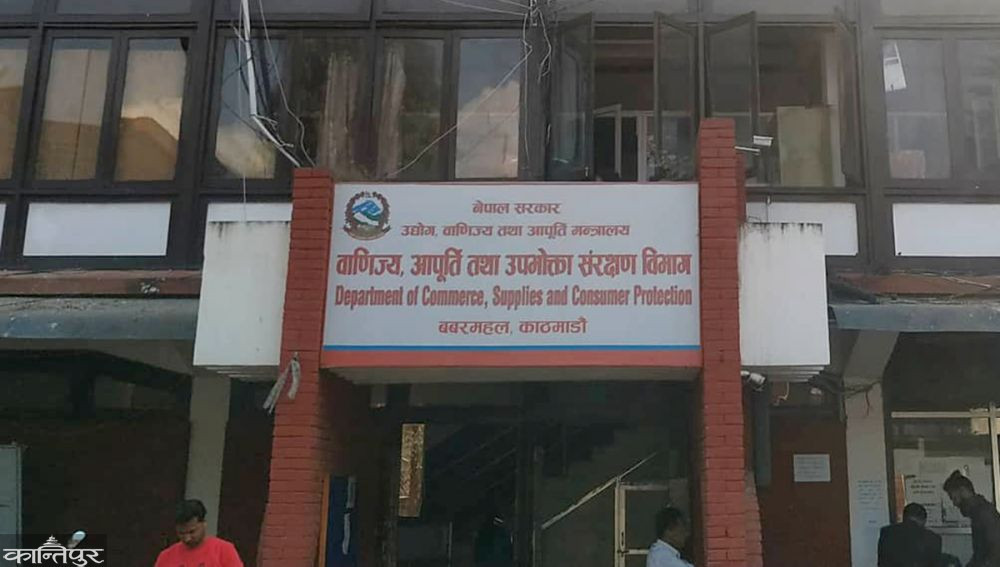 नेपाल सरकार
उद्योग, वाणिज्य तथा आपूर्ति मन्त्रालय
वाणिज्य, आपूर्ति तथा उपभोक्ता संरक्षण विभाग
Department of Commerce, Supplies and Consumer Protection
बबरमहल, काठमाडौं
कान्तिपुर